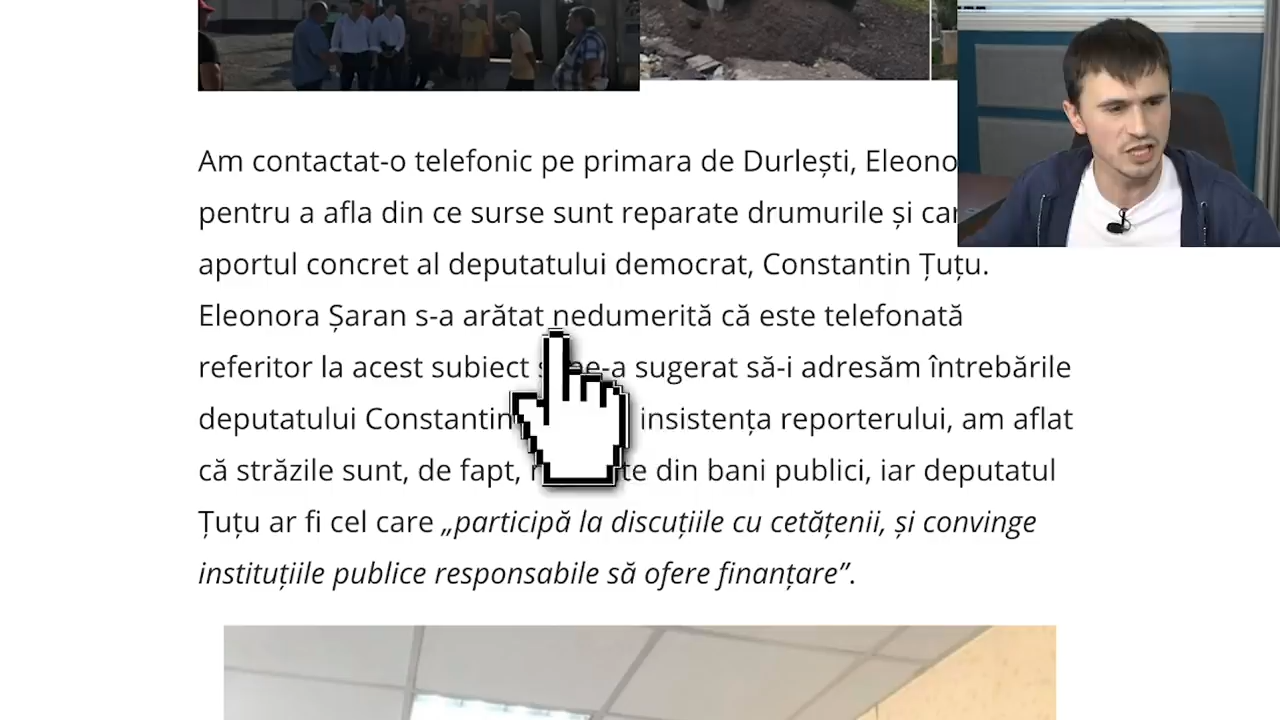 Am contactat-o telefonic pe primara de Durlești,
pentru a afla din ce surse sunt reparate drumurile și
aportul concret al deputatului democrat, Constantin Țuțu.
Eleonora Șaran s-a arătat nedumerită că este telefonată
referitor la acest subiect sugerat să-i adresăm întrebările
deputatului Constantin insistența reporterului, am aflat
că străzile sunt, de fapt, din bani publici, iar deputatul
Țuțu ar fi cel care „participă la discuțiile cu cetățenii, și convinge
instituțiile publice responsabile să ofere finanțare”.